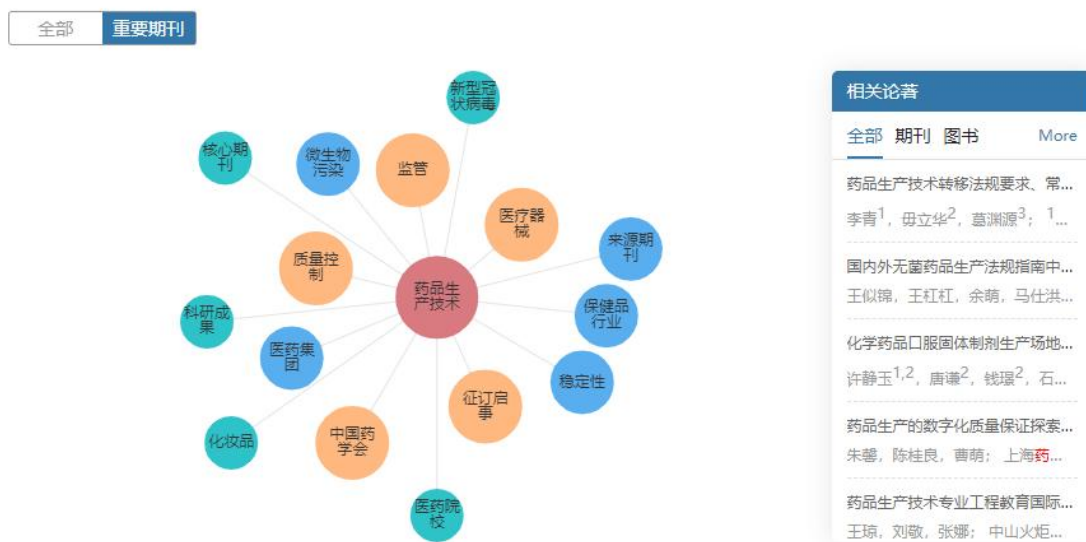 全部 重要期刊
新型冠
状病毒
核心期
刊
微生物
污染
监管
医疗器
械
来源期
刊
质量控
制
药品生
产技术
保健品
行业
科研成
果
医药集
团
稳定性
征订启
事
化妆品
中国药
学会
医药院
校
相关论著
全部 期刊 图书 More
药品生产技术转移法规要求、常...
李青1, 毋立华2, 葛渊源3; 1...
国内外无菌药品生产法规指南中...
王似锦, 王杠杠, 余萌, 马仕洪...
化学药品口服固体制剂生产场地...
许静玉1,2, 唐谦2, 钱璟2, 石...
药品生产的数字化质量保证探索...
朱馨, 陈桂良, 曹萌; 上海药...
药品生产技术专业工程教育国际...
王琼, 刘敬, 张娜; 中山火炬...